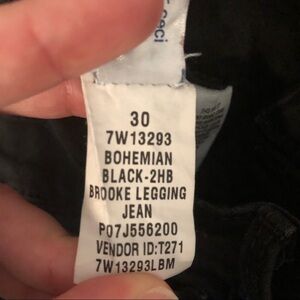 30
7W13293
BOHEMIAN
BLACK-2HB
BROOKE LEGGING
JEAN
P07J556200
VENDOR ID:T271
7W13293LBM